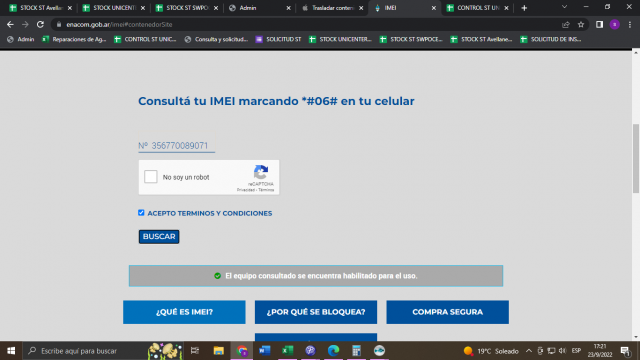 STOCK ST Avellane
STOCK UNICENTER
STOCK ST SWPOC
Admin
Trasladar conten
IMEI
CONTROL ST UNI
enacom.gob.ar/imei#contenedorSite
Admin
Reparaciones de Ag...
CONTROL ST UNIC...
Consulta y solicitud...
SOLICITUD ST
STOCK UNICENTER...
STOCK ST SWPOCE...
STOCK ST Avellane...
SOLICITUD DE INS...
Consultá tu IMEI marcando *#06# en tu celular
Nº 356770089071
No soy un robot
reCAPTCHA
Privacidad - Términos
ACEPTO TERMINOS Y CONDICIONES
BUSCAR
El equipo consultado se encuentra habilitado para el uso.
¿QUÉ ES IMEI?
¿POR QUÉ SE BLOQUEA?
COMPRA SEGURA
Escribe aquí para buscar
19°C Soleado
ESP
17:21
23/9/2022